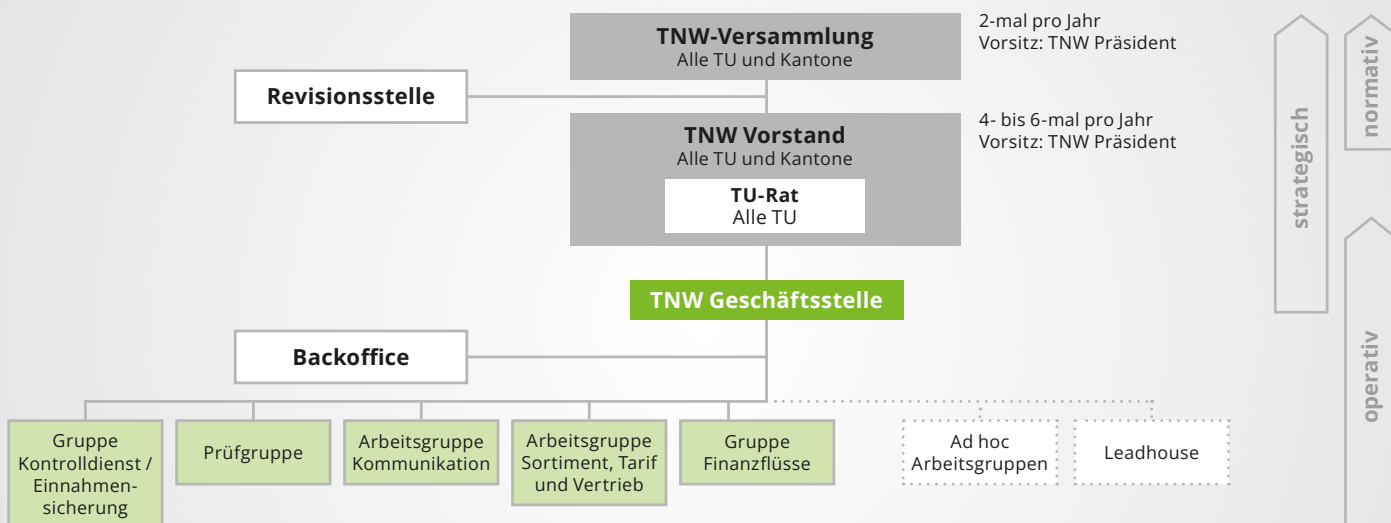 TNW-Versammlung
Alle TU und Kantone
2-mal pro Jahr
Vorsitz: TNW Präsident
Revisionsstelle
TNW Vorstand
Alle TU und Kantone
4- bis 6-mal pro Jahr
Vorsitz: TNW Präsident
TU-Rat
Alle TU
TNW Geschäftsstelle
Backoffice
Gruppe
Kontrolldienst /
Einnahmen-
sicherung
Prüfgruppe
Arbeitsgruppe
Kommunikation
Arbeitsgruppe
Sortiment, Tarif
und Vertrieb
Gruppe
Finanzflüsse
Ad hoc
Arbeitsgruppen
Leadhouse
strategisch
normativ
operativ